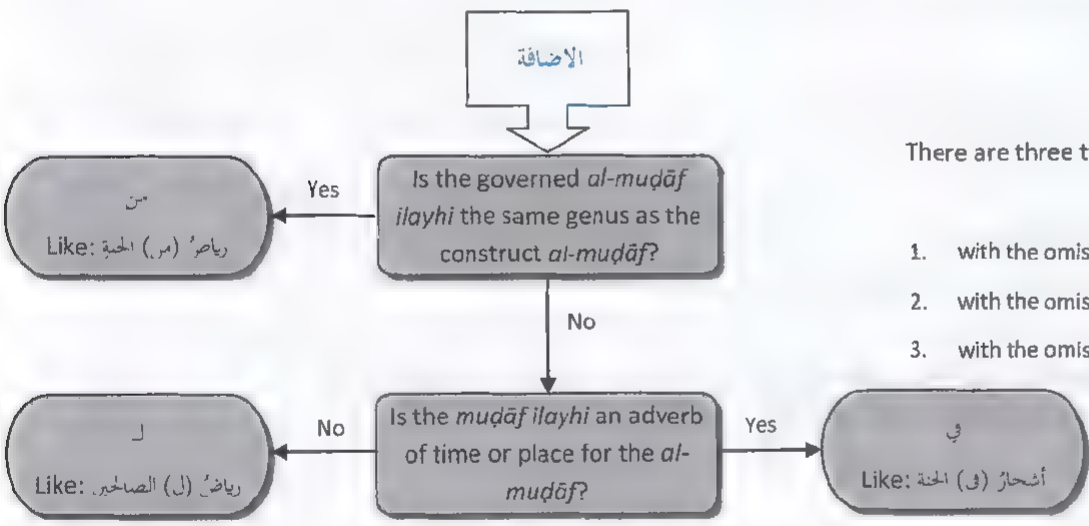 الاضافة
There are three t
Is the governed al-muḍāf
ilayhi the same genus as the
construct al-muḍāf?
Yes
من
Like: رياضُ (من) الجنة
1. with the omis
2. with the omis
3. with the omis
No
Is the muḍāf ilayhi an adverb
of time or place for the al-
muḍāf?
No
لـ
Like: رياضُ (ل) الصالحين
Yes
في
Like: أشجارُ (في) الجنة